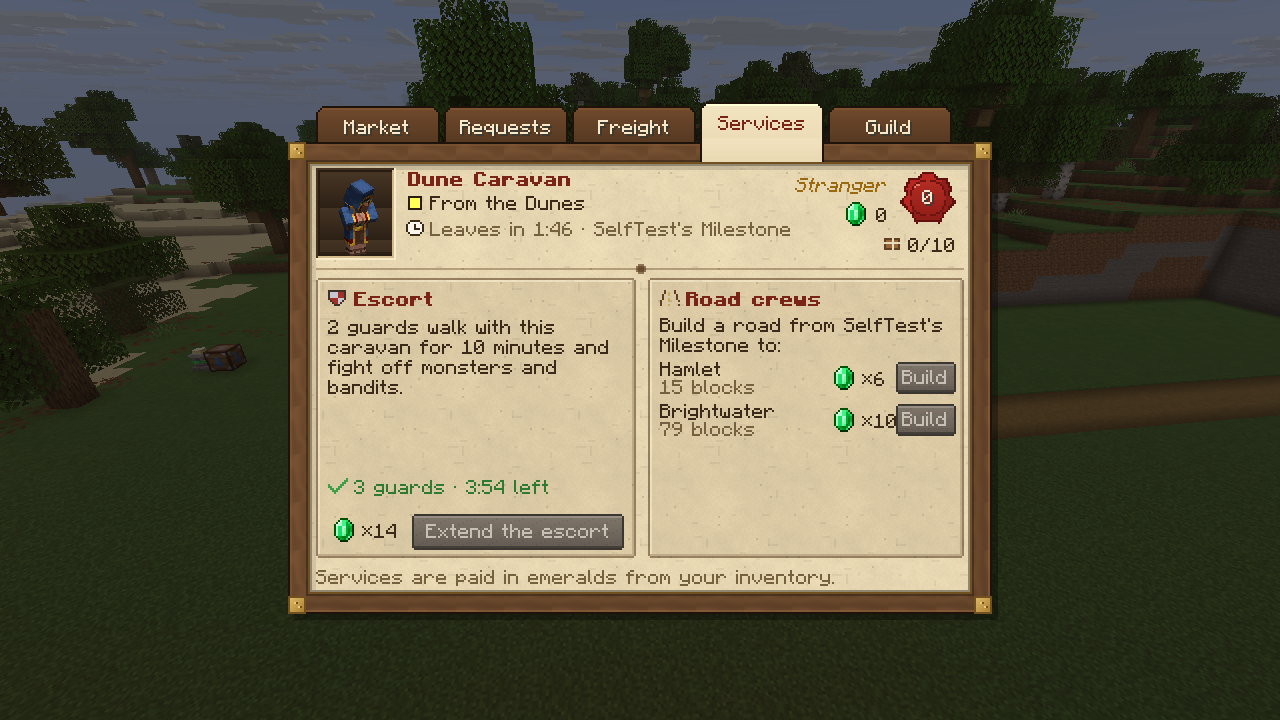 Market
Requests
Freight
Services
Guild
Dune Caravan
From the Dunes
Leaves in 1:46 · SelfTest's Milestone
Stranger
0
0
0/10
Escort
2 guards walk with this
caravan for 10 minutes and
fight off monsters and
bandits.
3 guards · 3:54 left
×14
Extend the escort
Road crews
Build a road from SelfTest's
Milestone to:
Hamlet
15 blocks
×6
Build
Brightwater
79 blocks
×10
Build
Services are paid in emeralds from your inventory.